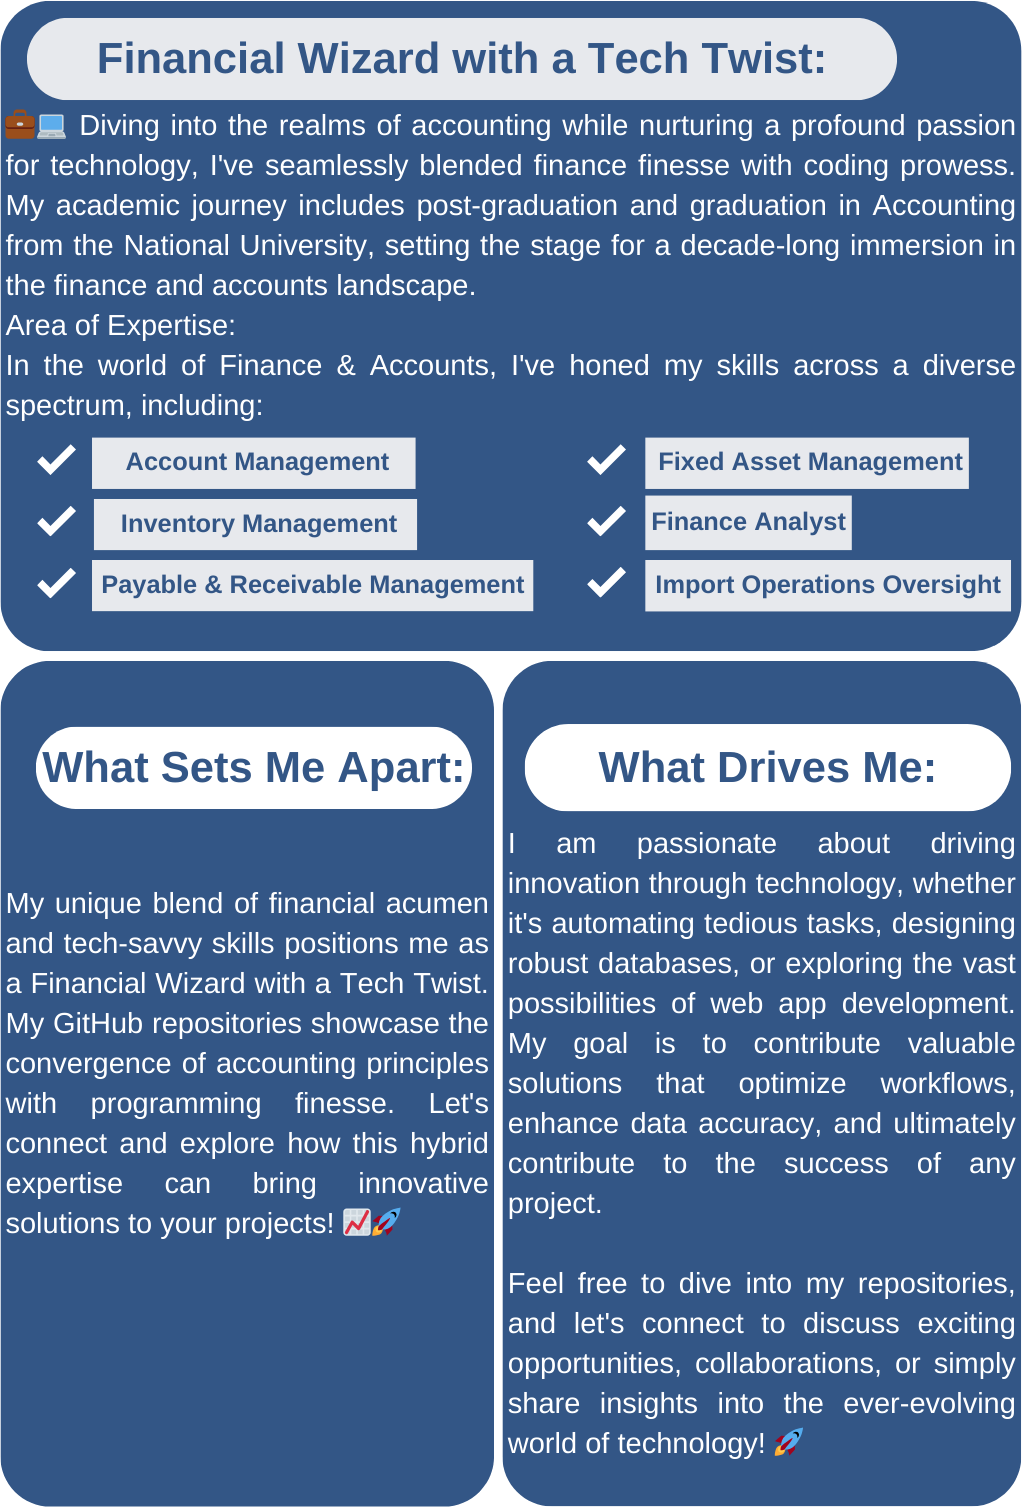 Financial Wizard with a Tech Twist:
💼💻 Diving into the realms of accounting while nurturing a profound passion
for technology, I've seamlessly blended finance finesse with coding prowess.
My academic journey includes post-graduation and graduation in Accounting
from the National University, setting the stage for a decade-long immersion in
the finance and accounts landscape.
Area of Expertise:
In the world of Finance & Accounts, I've honed my skills across a diverse
spectrum, including:
✔ Account Management
✔ Fixed Asset Management
✔ Inventory Management
✔ Finance Analyst
✔ Payable & Receivable Management
✔ Import Operations Oversight
What Sets Me Apart:
My unique blend of financial acumen
and tech-savvy skills positions me as
a Financial Wizard with a Tech Twist.
My GitHub repositories showcase the
convergence of accounting principles
with programming finesse. Let's
connect and explore how this hybrid
expertise can bring innovative
solutions to your projects! 📈🚀
What Drives Me:
I am passionate about driving
innovation through technology, whether
it's automating tedious tasks, designing
robust databases, or exploring the vast
possibilities of web app development.
My goal is to contribute valuable
solutions that optimize workflows,
enhance data accuracy, and ultimately
contribute to the success of any
project.
Feel free to dive into my repositories,
and let's connect to discuss exciting
opportunities, collaborations, or simply
share insights into the ever-evolving
world of technology! 🚀